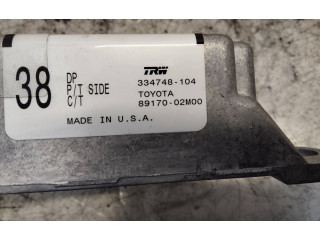 38
DP
P/T SIDE
C/T
TRW
334748-104
TOYOTA
89170-02M00
MADE IN U.S.A.